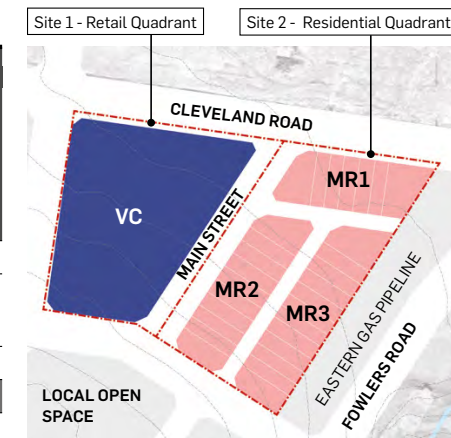 Site 1 - Retail Quadrant
Site 2 - Residential Quadrant
CLEVELAND ROAD
MR1
VC
MAIN STREET
MR2
MR3
EASTERN GAS PIPELINE
FOWLERS ROAD
LOCAL OPEN
SPACE